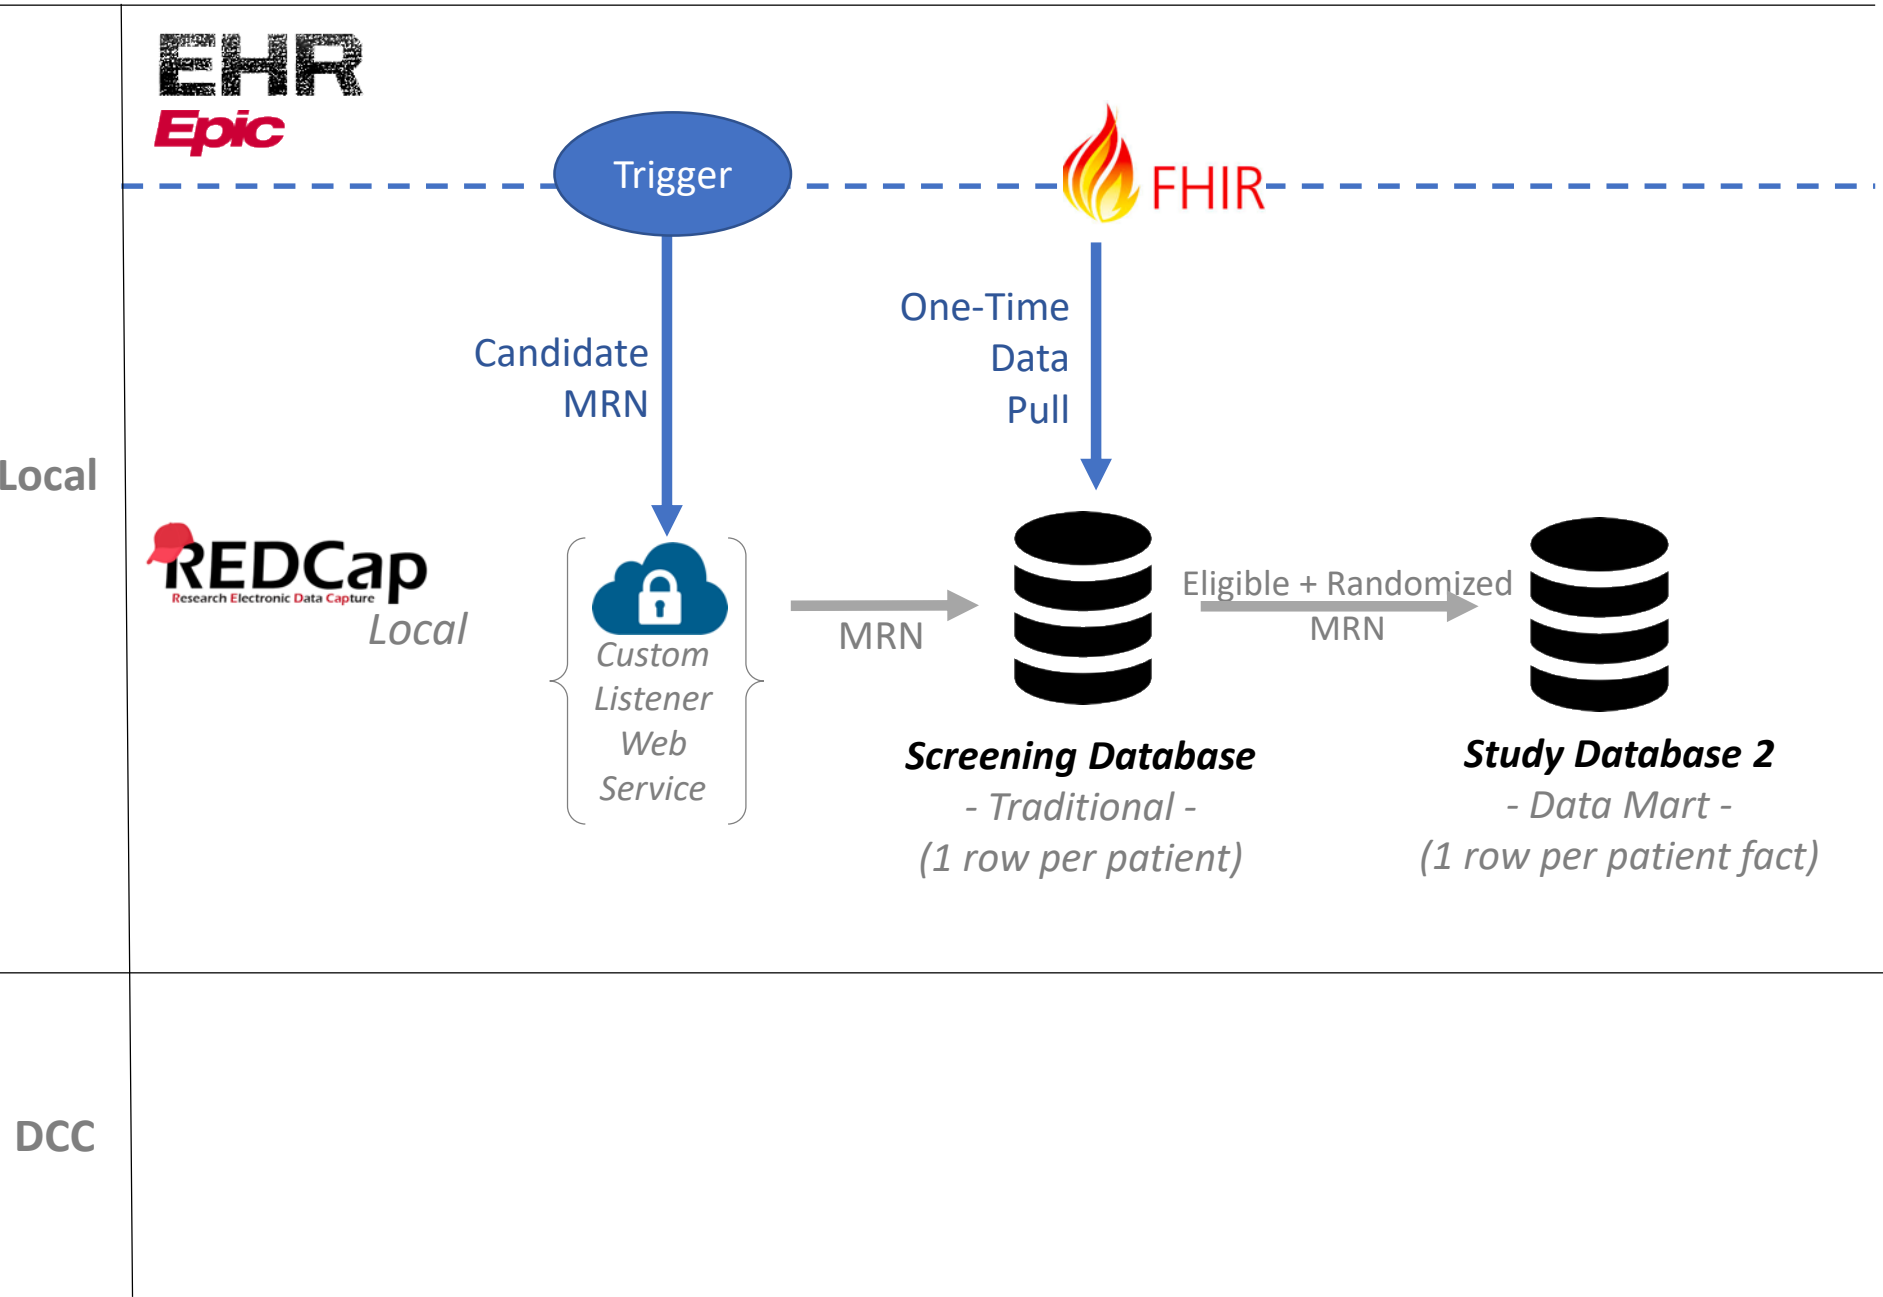 EHR
Epic
Trigger
FHIR
One-Time
Data
Pull
Candidate
MRN
Local
REDCap
Research Electronic Data Capture
Local
Custom
Listener
Web
Service
MRN
Eligible + Randomized
MRN
Screening Database
- Traditional -
(1 row per patient)
Study Database 2
- Data Mart -
(1 row per patient fact)
DCC